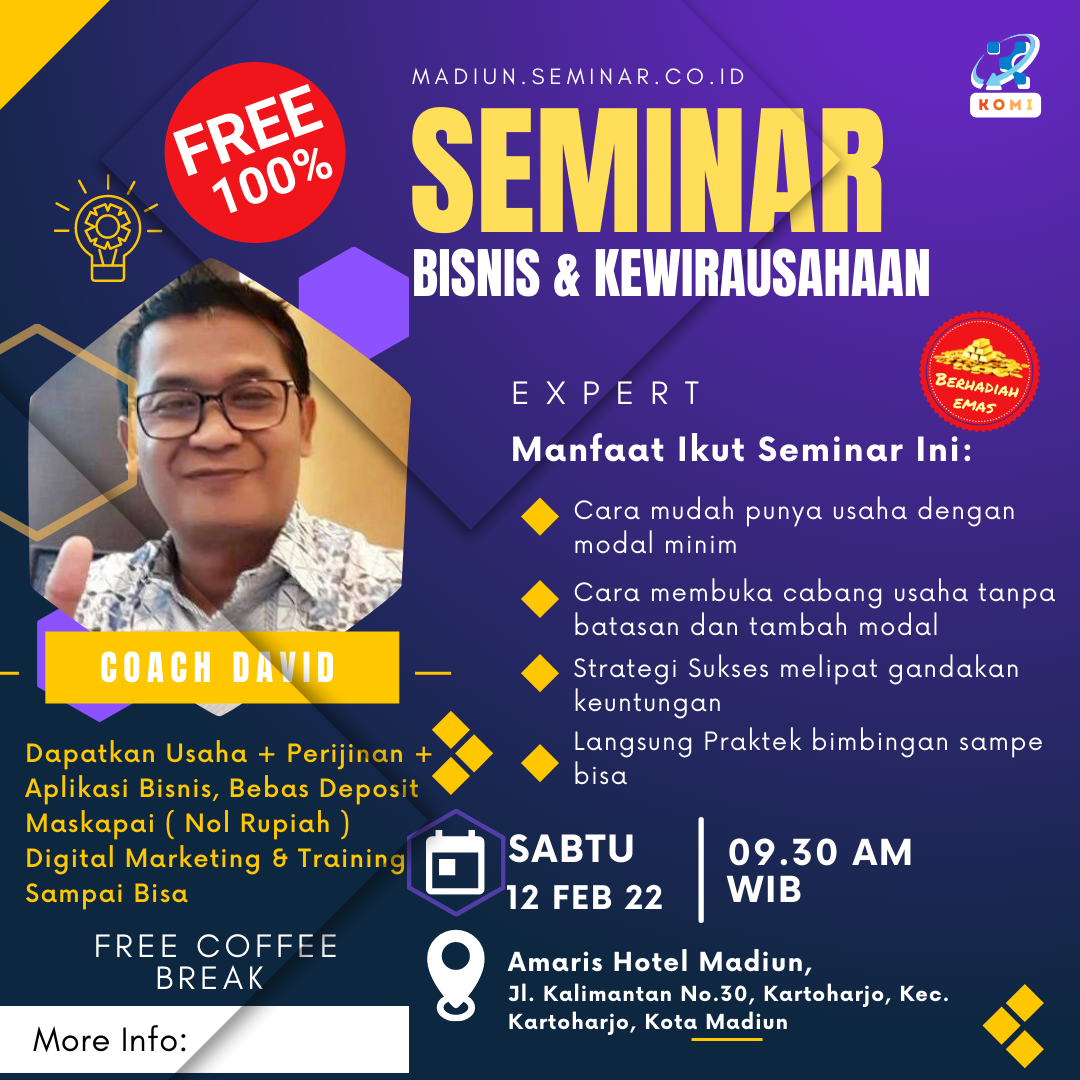 MADIUN.SEMINAR.CO.ID
KOMI
FREE
100%
SEMINAR
BISNIS & KEWIRAUSAHAAN
BERHADIAH
EMAS
EXPERT
Manfaat Ikut Seminar Ini:
Cara mudah punya usaha dengan
modal minim
Cara membuka cabang usaha tanpa
batasan dan tambah modal
Strategi Sukses melipat gandakan
keuntungan
Langsung Praktek bimbingan sampe
bisa
COACH DAVID
Dapatkan Usaha + Perijinan +
Aplikasi Bisnis, Bebas Deposit
Maskapai ( Nol Rupiah )
Digital Marketing & Training
Sampai Bisa
FREE COFFEE
BREAK
More Info:
SABTU
12 FEB 22
09.30 AM
WIB
Amaris Hotel Madiun,
Jl. Kalimantan No.30, Kartoharjo, Kec.
Kartoharjo, Kota Madiun